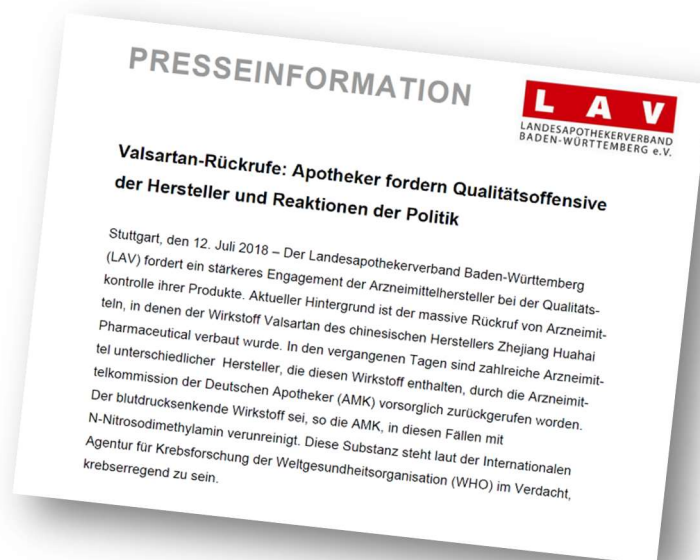 PRESSEINFORMATION
L A V
LANDESAPOTHEKERVERBAND
BADEN-WÜRTTEMBERG e.V.
Valsartan-Rückrufe: Apotheker fordern Qualitätsoffensive
der Hersteller und Reaktionen der Politik
Stuttgart, den 12. Juli 2018 – Der Landesapothekerverband Baden-Württemberg
(LAV) fordert ein stärkeres Engagement der Arzneimittelhersteller bei der Qualitäts-
kontrolle ihrer Produkte. Aktueller Hintergrund ist der massive Rückruf von Arzneimit-
teln, in denen der Wirkstoff Valsartan des chinesischen Herstellers Zhejiang Huahai
Pharmaceutical verbaut wurde. In den vergangenen Tagen sind zahlreiche Arzneimit-
tel unterschiedlicher Hersteller, die diesen Wirkstoff enthalten, durch die Arzneimit-
telkommission der Deutschen Apotheker (AMK) vorsorglich zurückgerufen worden.
Der blutdrucksenkende Wirkstoff sei, so die AMK, in diesen Fällen mit
N-Nitrosodimethylamin verunreinigt. Diese Substanz steht laut der Internationalen
Agentur für Krebsforschung der Weltgesundheitsorganisation (WHO) im Verdacht,
krebserregend zu sein.